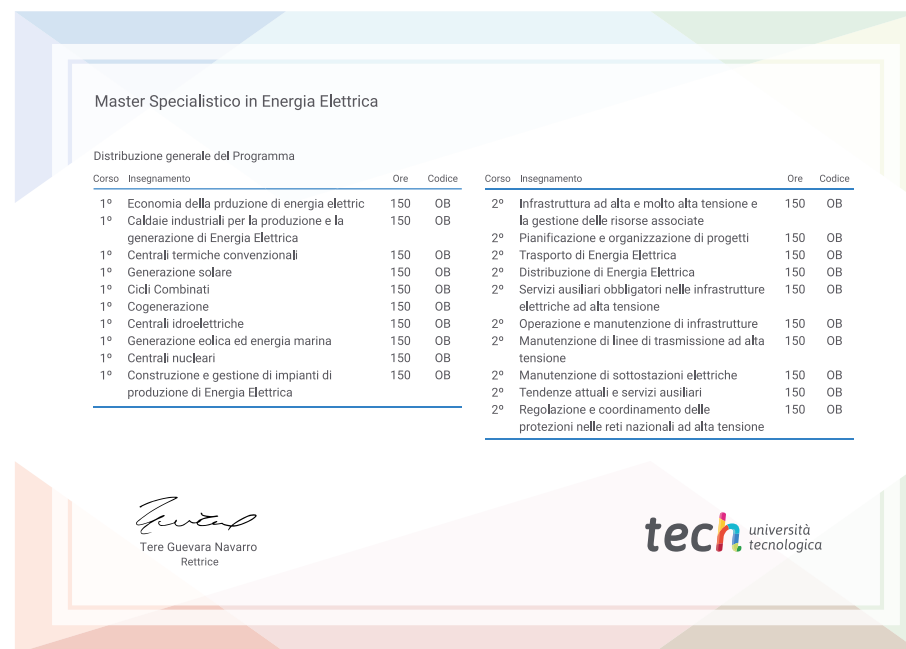 Master Specialistico in Energia Elettrica
Distribuzione generale del Programma
Corso Insegnamento Ore Codice
1º Economia della prduzione di energia elettric 150 OB
1º Caldaie industriali per la produzione e la 150 OB
generazione di Energia Elettrica
1º Centrali termiche convenzionali 150 OB
1º Generazione solare 150 OB
1º Cicli Combinati 150 OB
1º Cogenerazione 150 OB
1º Centrali idroelettriche 150 OB
1º Generazione eolica ed energia marina 150 OB
1º Centrali nucleari 150 OB
1º Construzione e gestione di impianti di 150 OB
produzione di Energia Elettrica
Corso Insegnamento Ore Codice
2º Infrastruttura ad alta e molto alta tensione e 150 OB
la gestione delle risorse associate
2º Pianificazione e organizzazione di progetti 150 OB
2º Trasporto di Energia Elettrica 150 OB
2º Distribuzione di Energia Elettrica 150 OB
2º Servizi ausiliari obbligatori nelle infrastrutture 150 OB
elettriche ad alta tensione
2º Operazione e manutenzione di infrastrutture 150 OB
2º Manutenzione di linee di trasmissione ad alta 150 OB
tensione
2º Manutenzione di sottostazioni elettriche 150 OB
2º Tendenze attuali e servizi ausiliari 150 OB
2º Regolazione e coordinamento delle 150 OB
protezioni nelle reti nazionali ad alta tensione
Tere Guevara Navarro
Rettrice
tech università
tecnologica